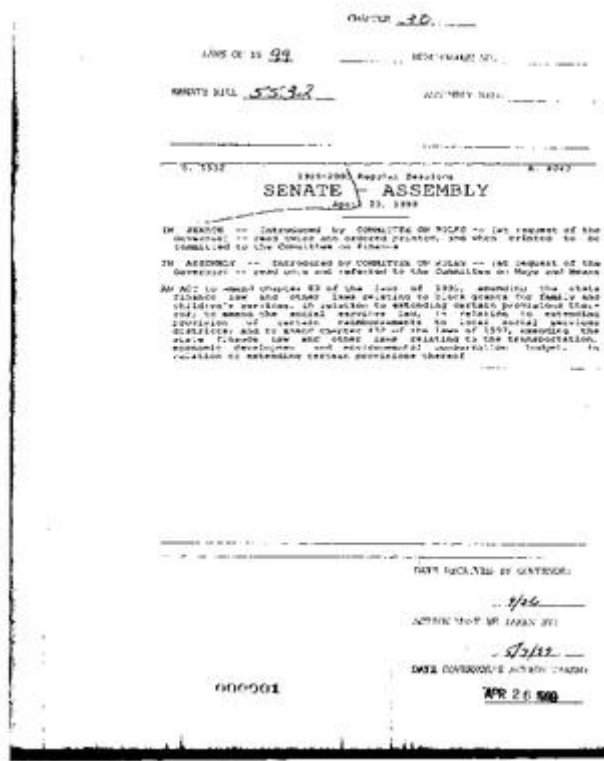 CHAPTER 30
LAWS OF 19 99
SENATE BILL 5532
ASSEMBLY BILL
S. 5532
1999-2000 Regular Sessions
SENATE - ASSEMBLY
April 23, 1999
IN SENATE -- Introduced by COMMITTEE ON RULES -- (at request of the
Governor) -- read twice and ordered printed, and when printed to be
committed to the Committee on Finance
IN ASSEMBLY -- Introduced by COMMITTEE ON RULES -- (at request of the
Governor) -- read once and referred to the Committee on Ways and Means
AN ACT to amend chapter 83 of the laws of 1995, amending the state
finance law and other laws relating to block grants for family and
children's services, in relation to extending certain provisions there-
of; to amend the social services law, in relation to extending
provision of certain reimbursements to local social services
districts; and to amend chapter of the laws of 1997, amending the
state finance law and other laws relating to the transportation,
economic development and environmental conservation budget, in
relation to extending certain provisions thereof
DATE RECEIVED BY GOVERNOR:
4/26
ACTION MUST BE TAKEN BY:
5/7/99
DATE GOVERNOR'S ACTION TAKEN:
000001
APR 26 1999